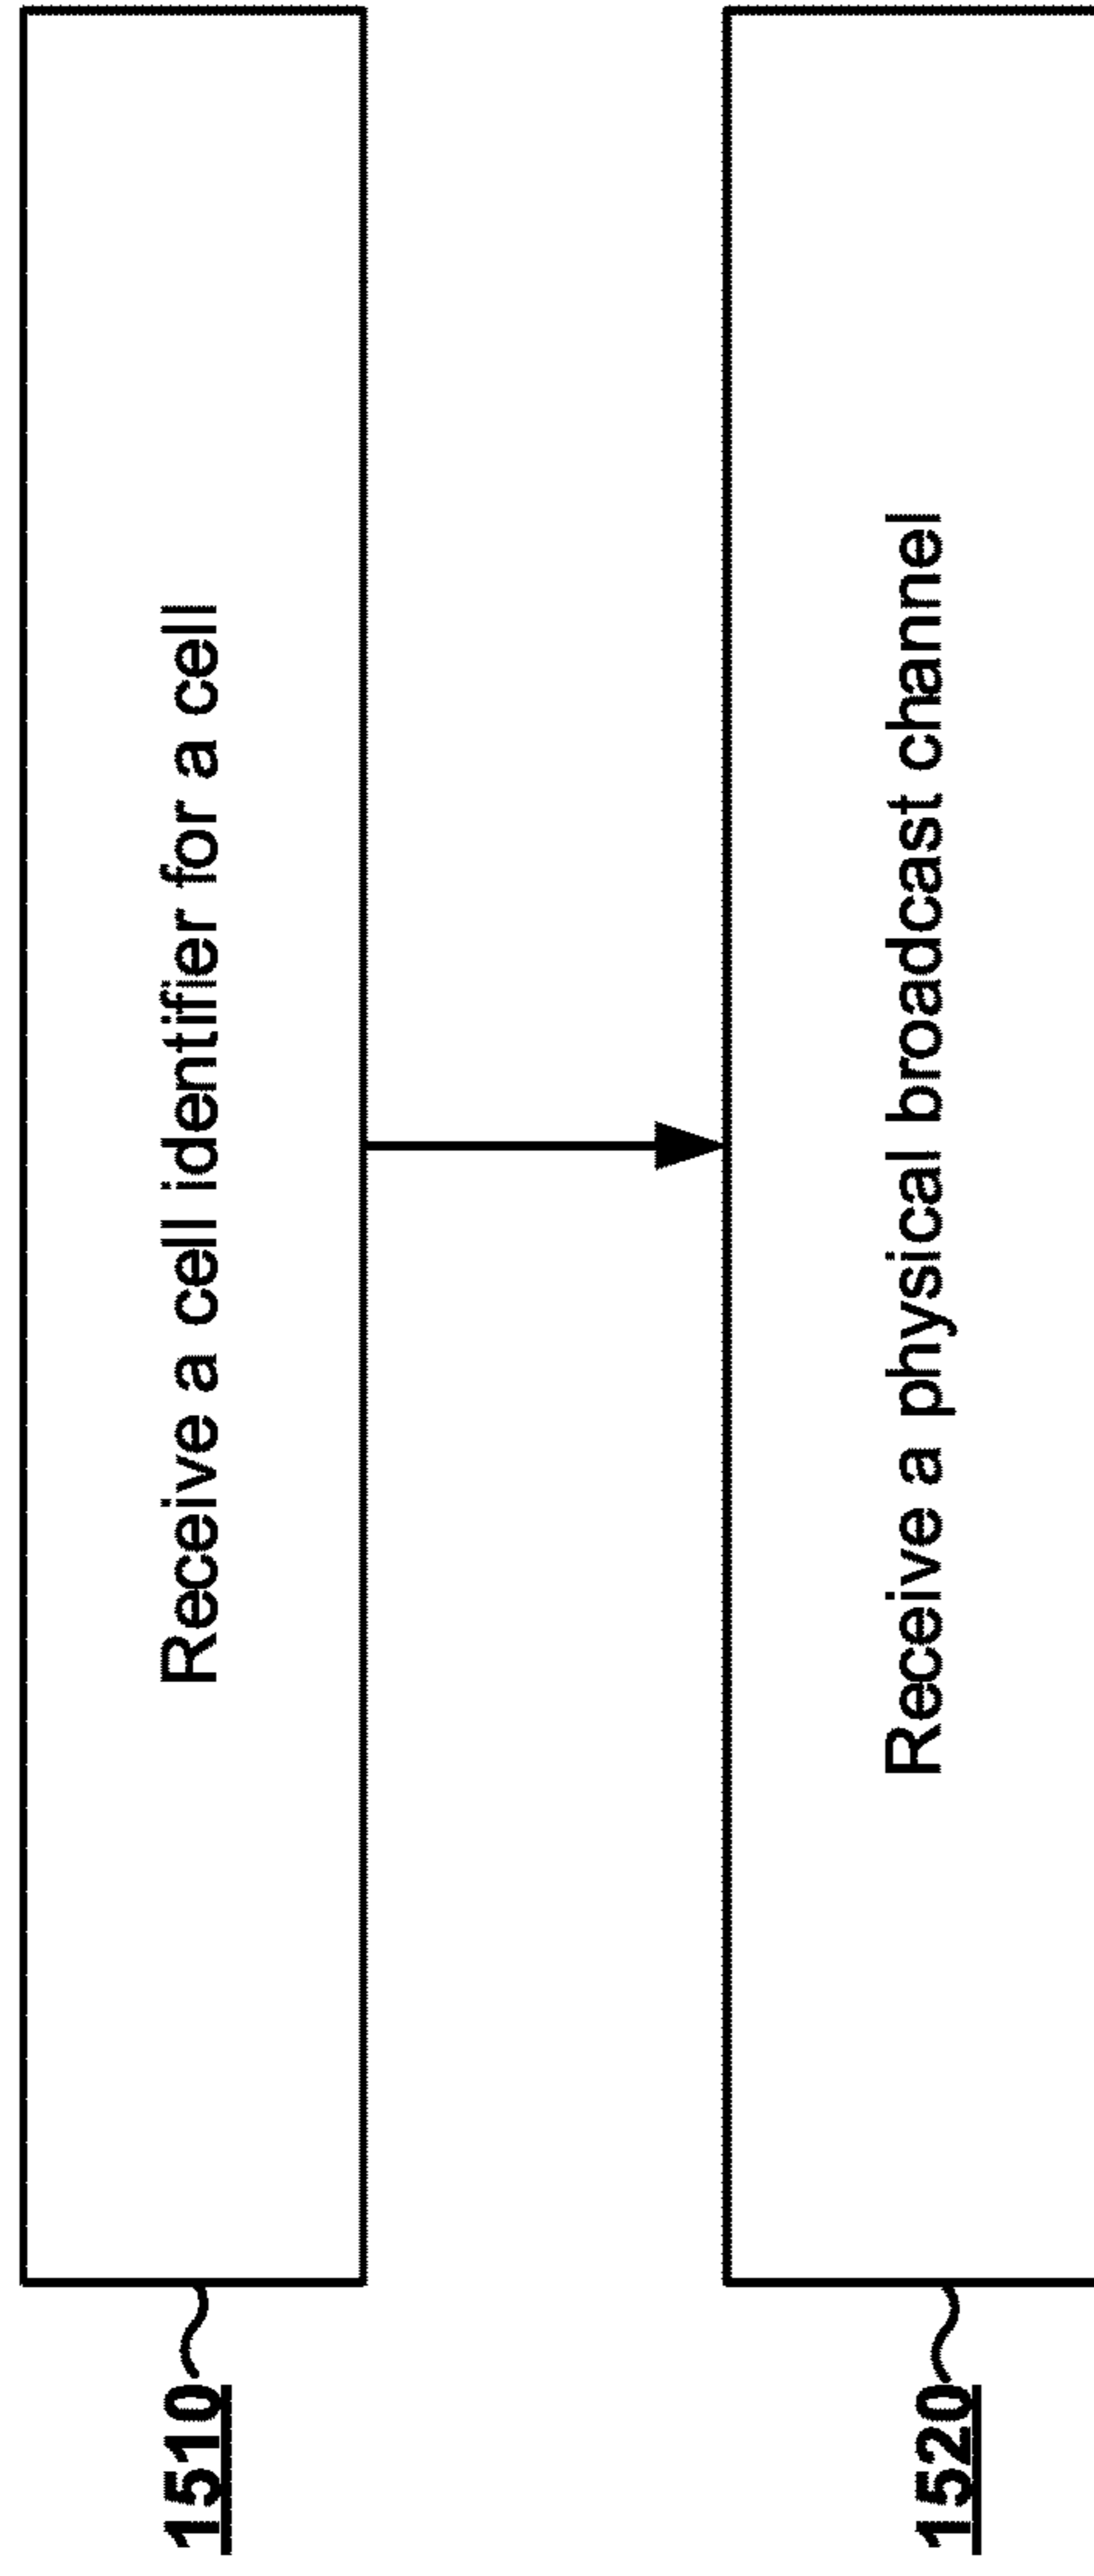 1510
Receive a cell identifier for a cell
1520
Receive a physical broadcast channel